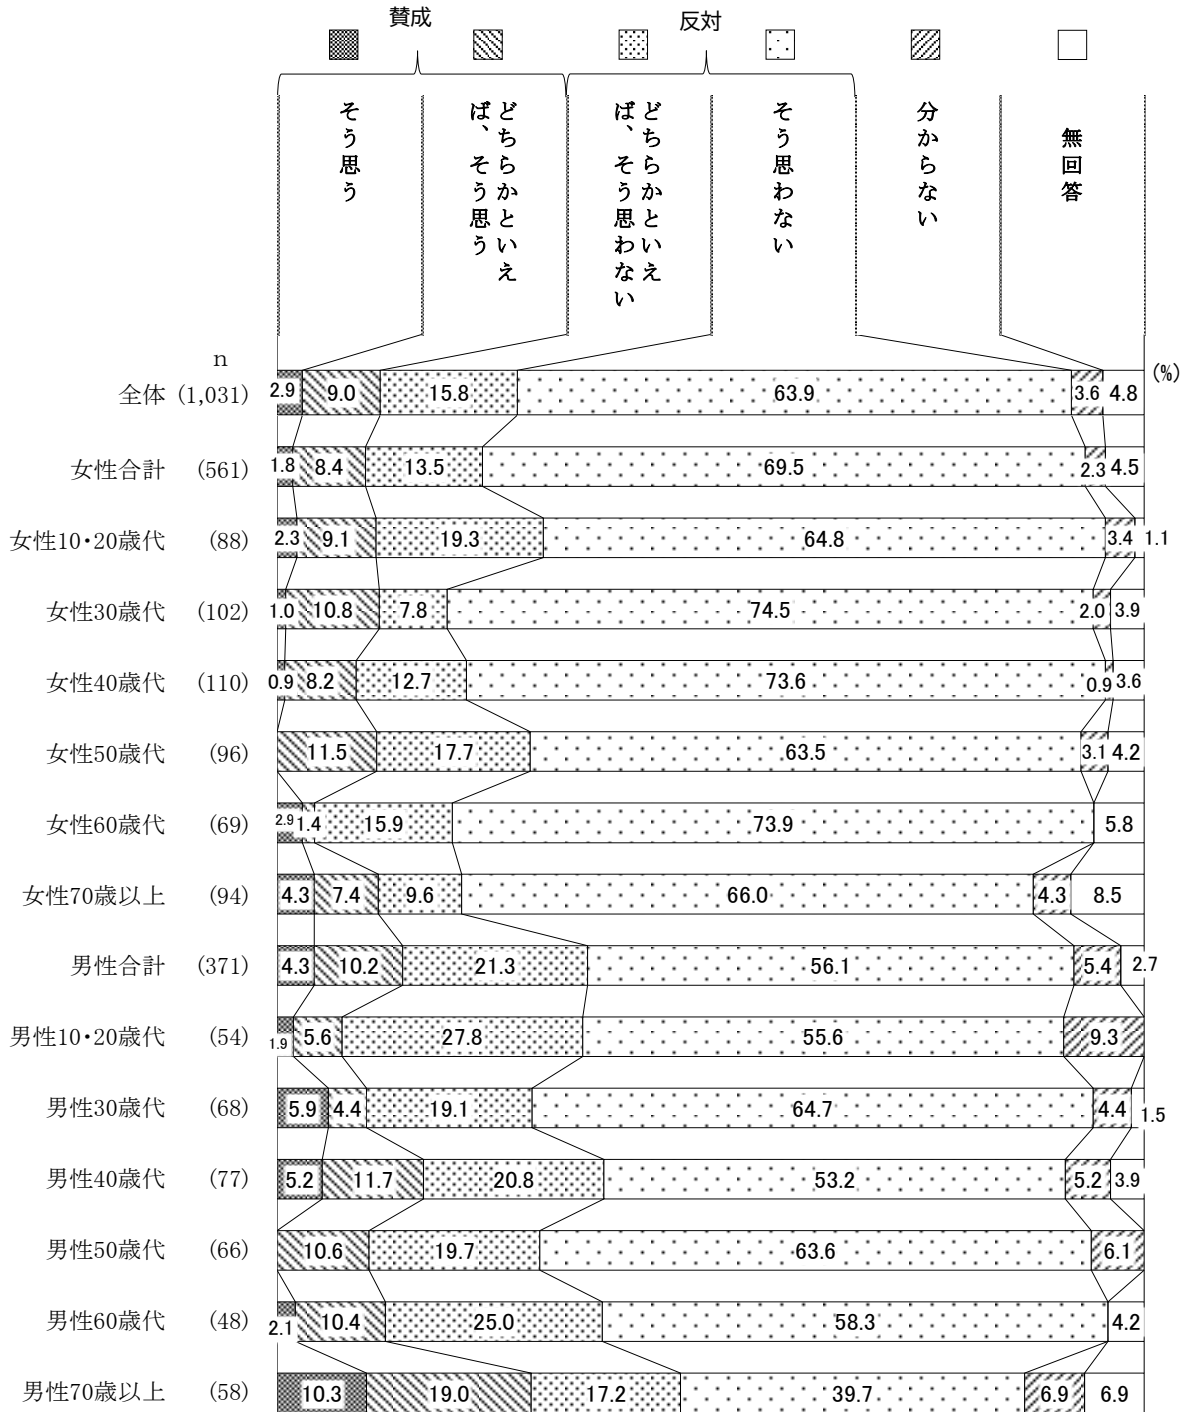 賛成
反対
そう思う
どちらかといえ
ば、そう思う
どちらかといえ
ば、そう思わない
そう思わない
分からない
無回答
n
(%)
全体 (1,031) 2.9 9.0 15.8 63.9 3.6 4.8
女性合計 (561) 1.8 8.4 13.5 69.5 2.3 4.5
女性10・20歳代 (88) 2.3 9.1 19.3 64.8 3.4 1.1
女性30歳代 (102) 1.0 10.8 7.8 74.5 2.0 3.9
女性40歳代 (110) 0.9 8.2 12.7 73.6 0.9 3.6
女性50歳代 (96) 11.5 17.7 63.5 3.1 4.2
女性60歳代 (69) 2.9 1.4 15.9 73.9 5.8
女性70歳以上 (94) 4.3 7.4 9.6 66.0 4.3 8.5
男性合計 (371) 4.3 10.2 21.3 56.1 5.4 2.7
男性10・20歳代 (54) 1.9 5.6 27.8 55.6 9.3
男性30歳代 (68) 5.9 4.4 19.1 64.7 4.4 1.5
男性40歳代 (77) 5.2 11.7 20.8 53.2 5.2 3.9
男性50歳代 (66) 10.6 19.7 63.6 6.1
男性60歳代 (48) 2.1 10.4 25.0 58.3 4.2
男性70歳以上 (58) 10.3 19.0 17.2 39.7 6.9 6.9